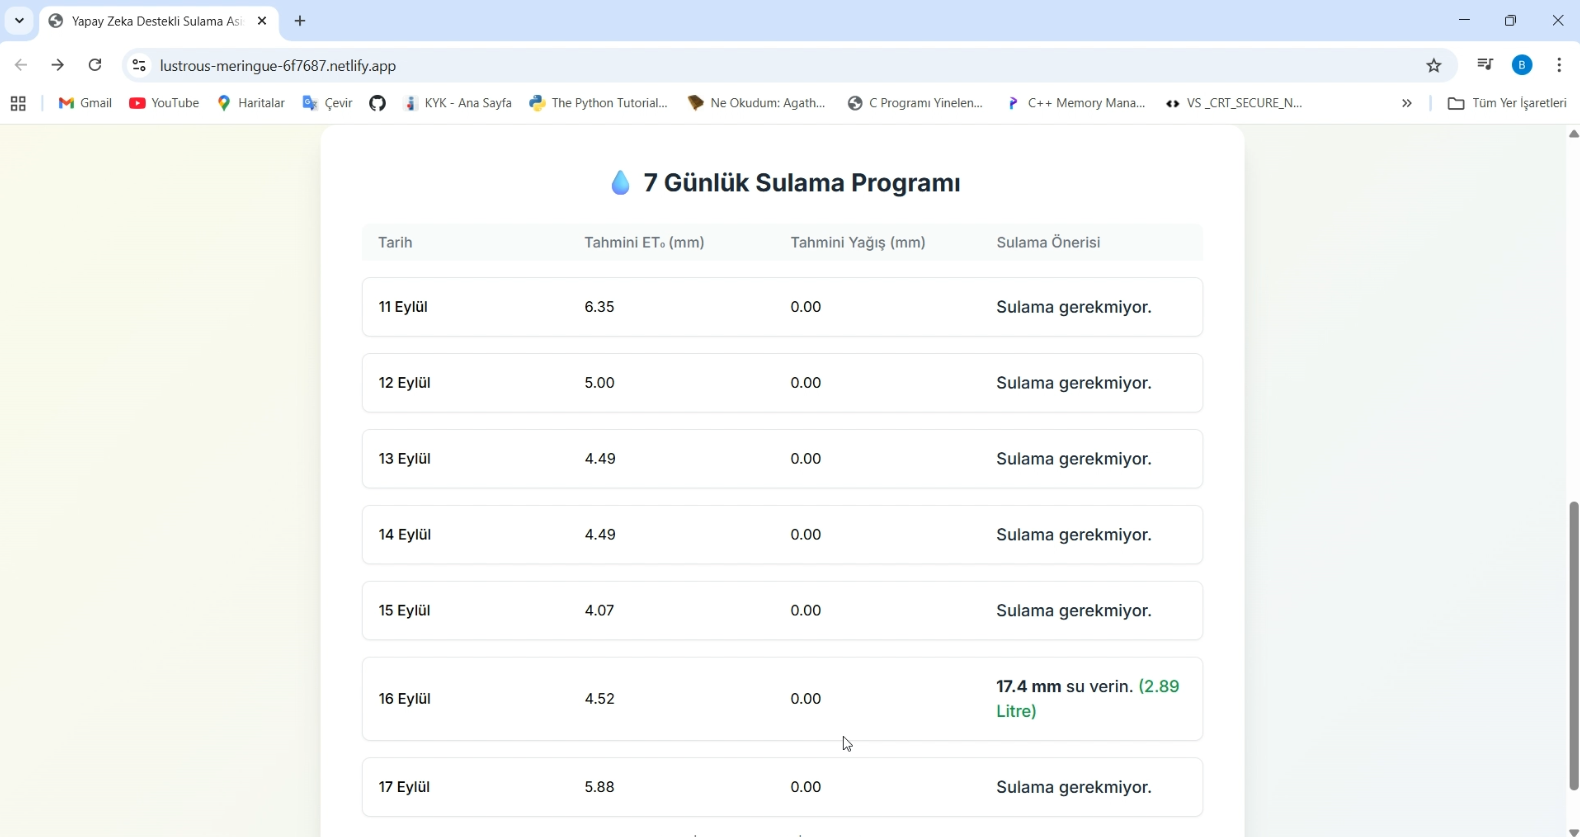 Yapay Zeka Destekli Sulama Asi
lustrous-meringue-6f7687.netlify.app
B
Gmail
YouTube
Haritalar
Çevir
KYK - Ana Sayfa
The Python Tutorial...
Ne Okudum: Agath...
C Programı Yinelen...
C++ Memory Mana...
VS _CRT_SECURE_N...
»
Tüm Yer İşaretleri
7 Günlük Sulama Programı
Tarih Tahmini ET₀ (mm) Tahmini Yağış (mm) Sulama Önerisi
11 Eylül 6.35 0.00 Sulama gerekmiyor.
12 Eylül 5.00 0.00 Sulama gerekmiyor.
13 Eylül 4.49 0.00 Sulama gerekmiyor.
14 Eylül 4.49 0.00 Sulama gerekmiyor.
15 Eylül 4.07 0.00 Sulama gerekmiyor.
16 Eylül 4.52 0.00 17.4 mm su verin. (2.89
Litre)
17 Eylül 5.88 0.00 Sulama gerekmiyor.